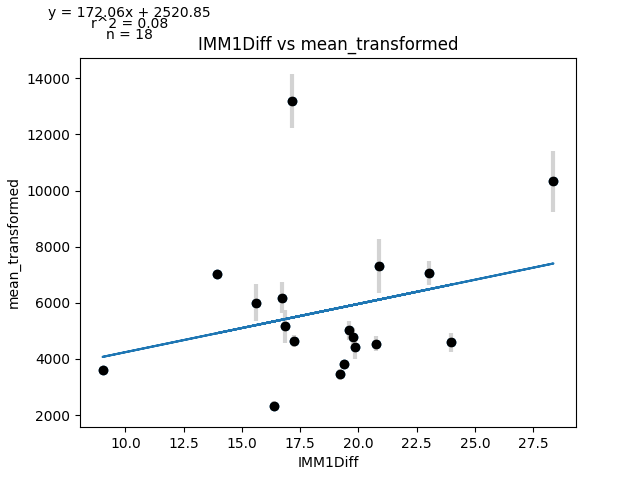 y = 172.06x + 2520.85
r^2 = 0.08
n = 18
IMM1Diff vs mean_transformed
14000
12000
10000
8000
6000
4000
2000
mean_transformed
10.0 12.5 15.0 17.5 20.0 22.5 25.0 27.5
IMM1Diff